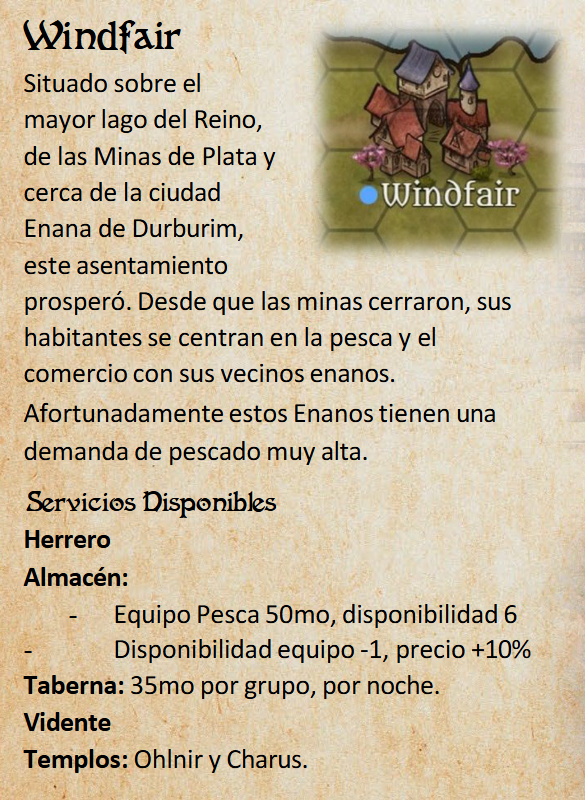 Windfair
Situado sobre el
mayor lago del Reino,
de las Minas de Plata y
cerca de la ciudad
Enana de Durburim,
este asentamiento
prosperó. Desde que las minas cerraron, sus
habitantes se centran en la pesca y el
comercio con sus vecinos enanos.
Afortunadamente estos Enanos tienen una
demanda de pescado muy alta.
Windfair
Servicios Disponibles
Herrero
Almacén:
- Equipo Pesca 50mo, disponibilidad 6
- Disponibilidad equipo -1, precio +10%
Taberna: 35mo por grupo, por noche.
Vidente
Templos: Ohlnir y Charus.